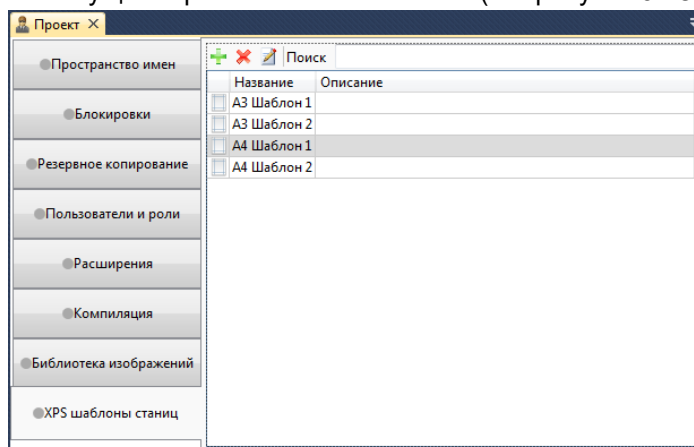 Проект
Пространство имен
Блокировки
Резервное копирование
Пользователи и роли
Расширения
Компиляция
Библиотека изображений
XPS шаблоны станиц
Поиск
Название Описание
А3 Шаблон 1
А3 Шаблон 2
А4 Шаблон 1
А4 Шаблон 2